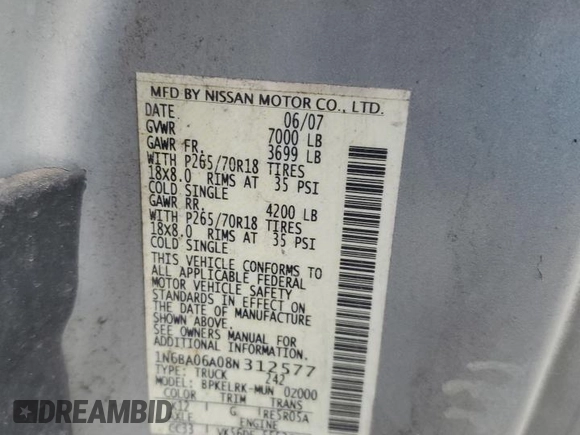 MFD BY NISSAN MOTOR CO., LTD.
DATE 06/07
GVWR 7000 LB
GAWR FR. 3699 LB
WITH P265/70R18 TIRES
18X8.0 RIMS AT 35 PSI
COLD SINGLE
GAWR RR 4200 LB
WITH P265/70R18 TIRES
18X8.0 RIMS AT 35 PSI
COLD SINGLE
THIS VEHICLE CONFORMS TO
ALL APPLICABLE FEDERAL
MOTOR VEHICLE SAFETY
STANDARDS IN EFFECT ON
THE DATE OF MANUFACTURE
SHOWN ABOVE.
SEE OWNERS MANUAL FOR
ADDITIONAL INFORMATION
1N6BA06A08N312577
TYPE: TRUCK Z42
MODEL: BPKELRK-MUN 02000
COLOR TRIM TRANS
G RE5R05A
ENGINE
DREAMBID
DREAMBID.COM